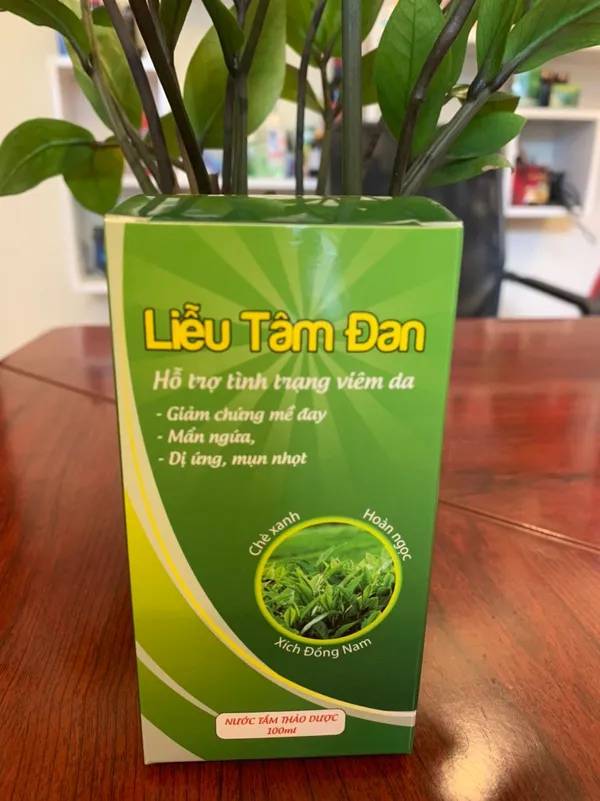 Liễu Tâm Đan
Hỗ trợ tình trạng viêm da
- Giảm chứng mề đay
- Mẩn ngứa,
- Dị ứng, mụn nhọt
Chè xanh
Hoàn ngọc
Xích Đồng Nam
NƯỚC TẮM THẢO DƯỢC
100ml